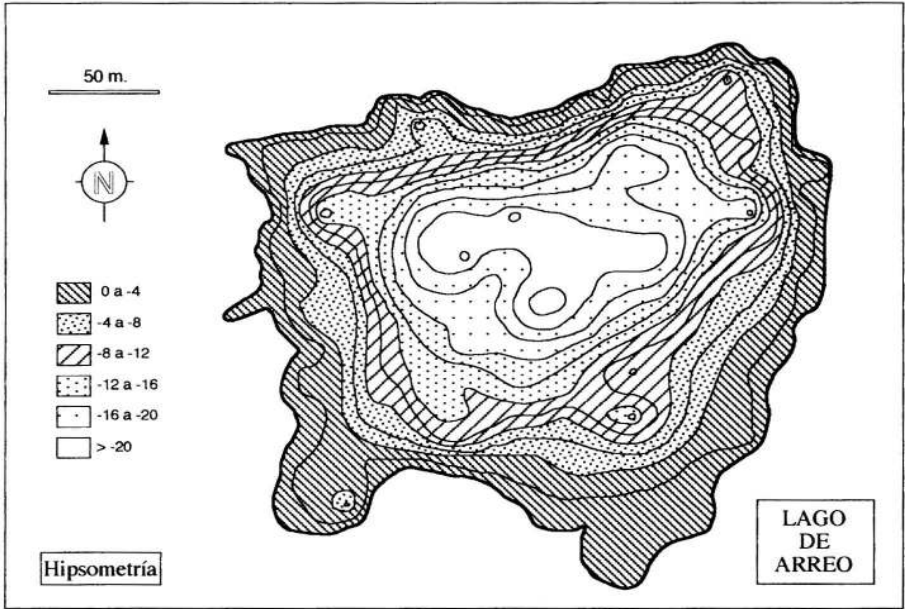 50 m.
N
0 a -4
-4 a -8
-8 a -12
-12 a -16
-16 a -20
> -20
Hipsometría
LAGO
DE
ARREO